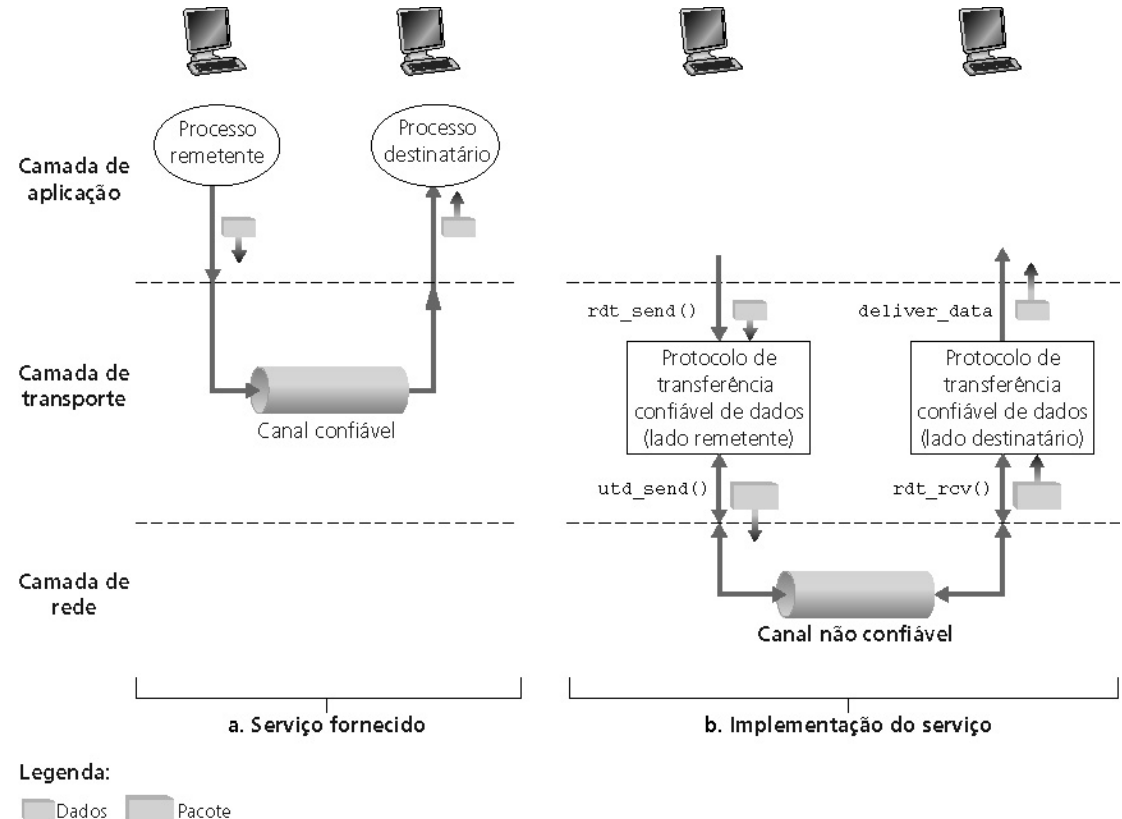 Processo
remetente
Processo
destinatário
Camada de
aplicação
rdt_send()
deliver_data
Camada de
transporte
Canal confiável
Protocolo de
transferência
confiável de dados
(lado remetente)
Protocolo de
transferência
confiável de dados
(lado destinatário)
utd_send()
rdt_rcv()
Camada de
rede
Canal não confiável
a. Serviço fornecido
b. Implementação do serviço
Legenda:
Dados
Pacote